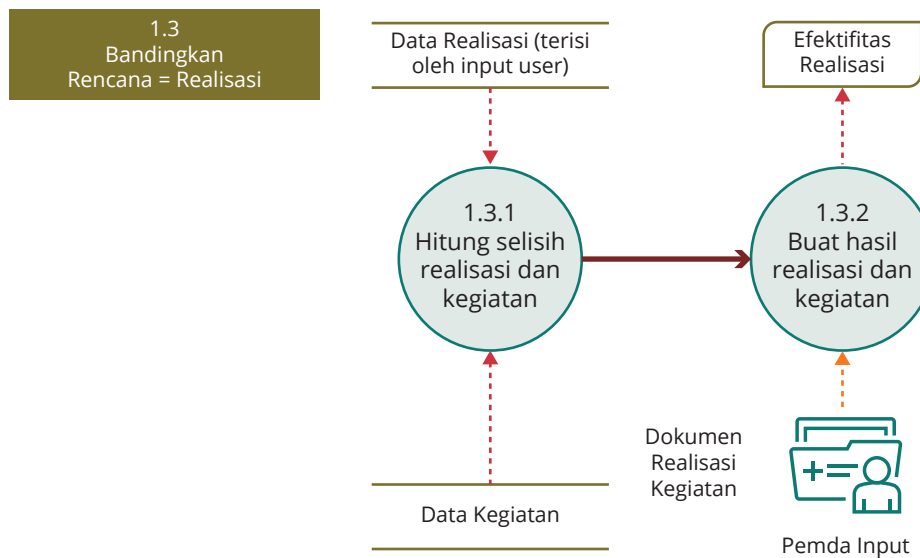 1.3
Bandingkan
Rencana = Realisasi
Data Realisasi (terisi
oleh input user)
Efektifitas
Realisasi
1.3.1
Hitung selisih
realisasi dan
kegiatan
1.3.2
Buat hasil
realisasi dan
kegiatan
Dokumen
Realisasi
Kegiatan
Data Kegiatan
Pemda Input